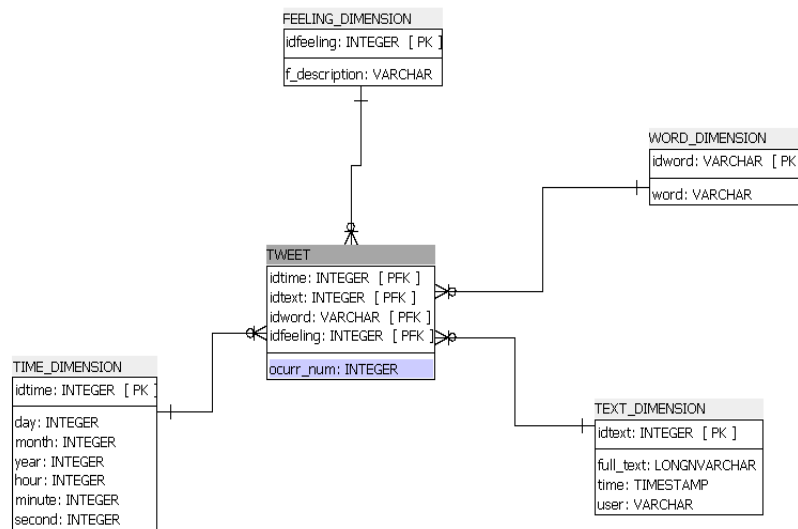 FEELING_DIMENSION
idfeeling: INTEGER [ PK ]
f_description: VARCHAR
WORD_DIMENSION
idword: VARCHAR [ PK
word: VARCHAR
TWEET
idtime: INTEGER [ PFK ]
idtext: INTEGER [ PFK ]
idword: VARCHAR [ PFK ]
idfeeling: INTEGER [ PFK ]
ocurr_num: INTEGER
TIME_DIMENSION
idtime: INTEGER [ PK ]
day: INTEGER
month: INTEGER
year: INTEGER
hour: INTEGER
minute: INTEGER
second: INTEGER
TEXT_DIMENSION
idtext: INTEGER [ PK ]
full_text: LONGNVARCHAR
time: TIMESTAMP
user: VARCHAR